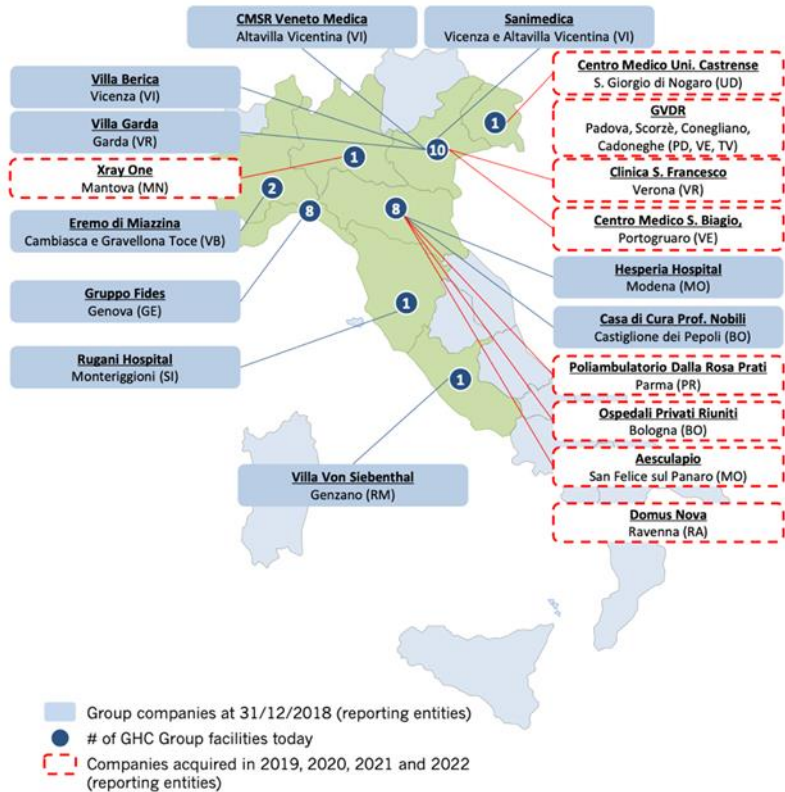 CMSR Veneto Medica
Altavilla Vicentina (VI)
Sanimedica
Vicenza e Altavilla Vicentina (VI)
Villa Berica
Vicenza (VI)
Villa Garda
Garda (VR)
Xray One
Mantova (MN)
Eremo di Miazzina
Cambiasca e Gravellona Toce (VB)
Gruppo Fides
Genova (GE)
Rugani Hospital
Monteriggioni (SI)
Villa Von Siebenthal
Genzano (RM)
1
10
1
2
8
8
1
1
Centro Medico Uni. Castrense
S. Giorgio di Nogaro (UD)
GVDR
Padova, Scorzè, Conegliano,
Cadoneghe (PD, VE, TV)
Clinica S. Francesco
Verona (VR)
Centro Medico S. Biagio,
Portogruaro (VE)
Hesperia Hospital
Modena (MO)
Casa di Cura Prof. Nobili
Castiglione dei Pepoli (BO)
Poliambulatorio Dalla Rosa Prati
Parma (PR)
Ospedali Privati Riuniti
Bologna (BO)
Aesculapio
San Felice sul Panaro (MO)
Domus Nova
Ravenna (RA)
Group companies at 31/12/2018 (reporting entities)
# of GHC Group facilities today
Companies acquired in 2019, 2020, 2021 and 2022
(reporting entities)